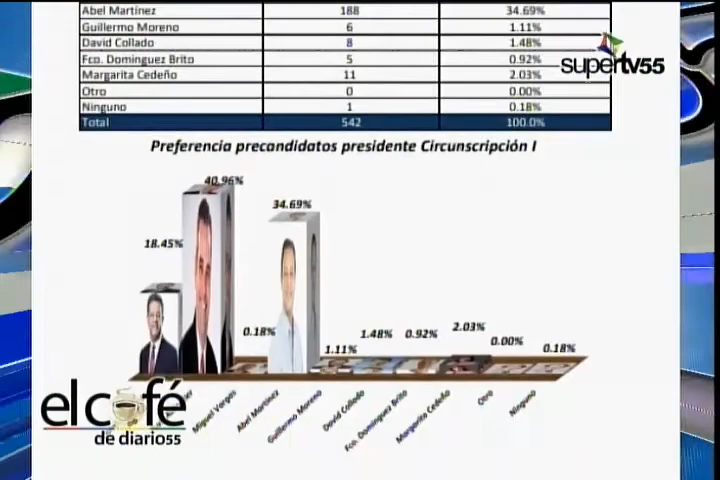 Abel Martínez 188 34.69%
Guillermo Moreno 6 1.11%
David Collado 8 1.48%
Fco. Dominguez Brito 5 0.92%
Margarita Cedeño 11 2.03%
Otro 0 0.00%
Ninguno 1 0.18%
Total 542 100.0%
supertv55
Preferencia precandidatos presidente Circunscripción I
40.96%
34.69%
18.45%
0.18%
1.11%
1.48%
0.92%
2.03%
0.00%
0.18%
Miguel Vargas
Abel Martínez
Guillermo Moreno
David Collado
Fco. Dominguez Brito
Margarita Cedeño
Otro
Ninguno
el café
de diario55